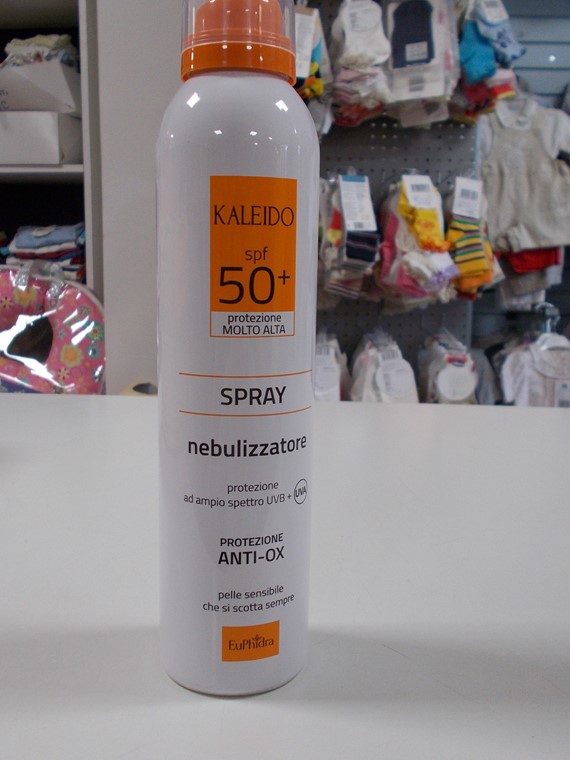 KALEIDO
spf
50+
protezione
MOLTO ALTA
SPRAY
nebulizzatore
protezione
ad ampio spettro UVB + UVA
PROTEZIONE
ANTI-OX
pelle sensibile
che si scotta sempre
EuPhidra